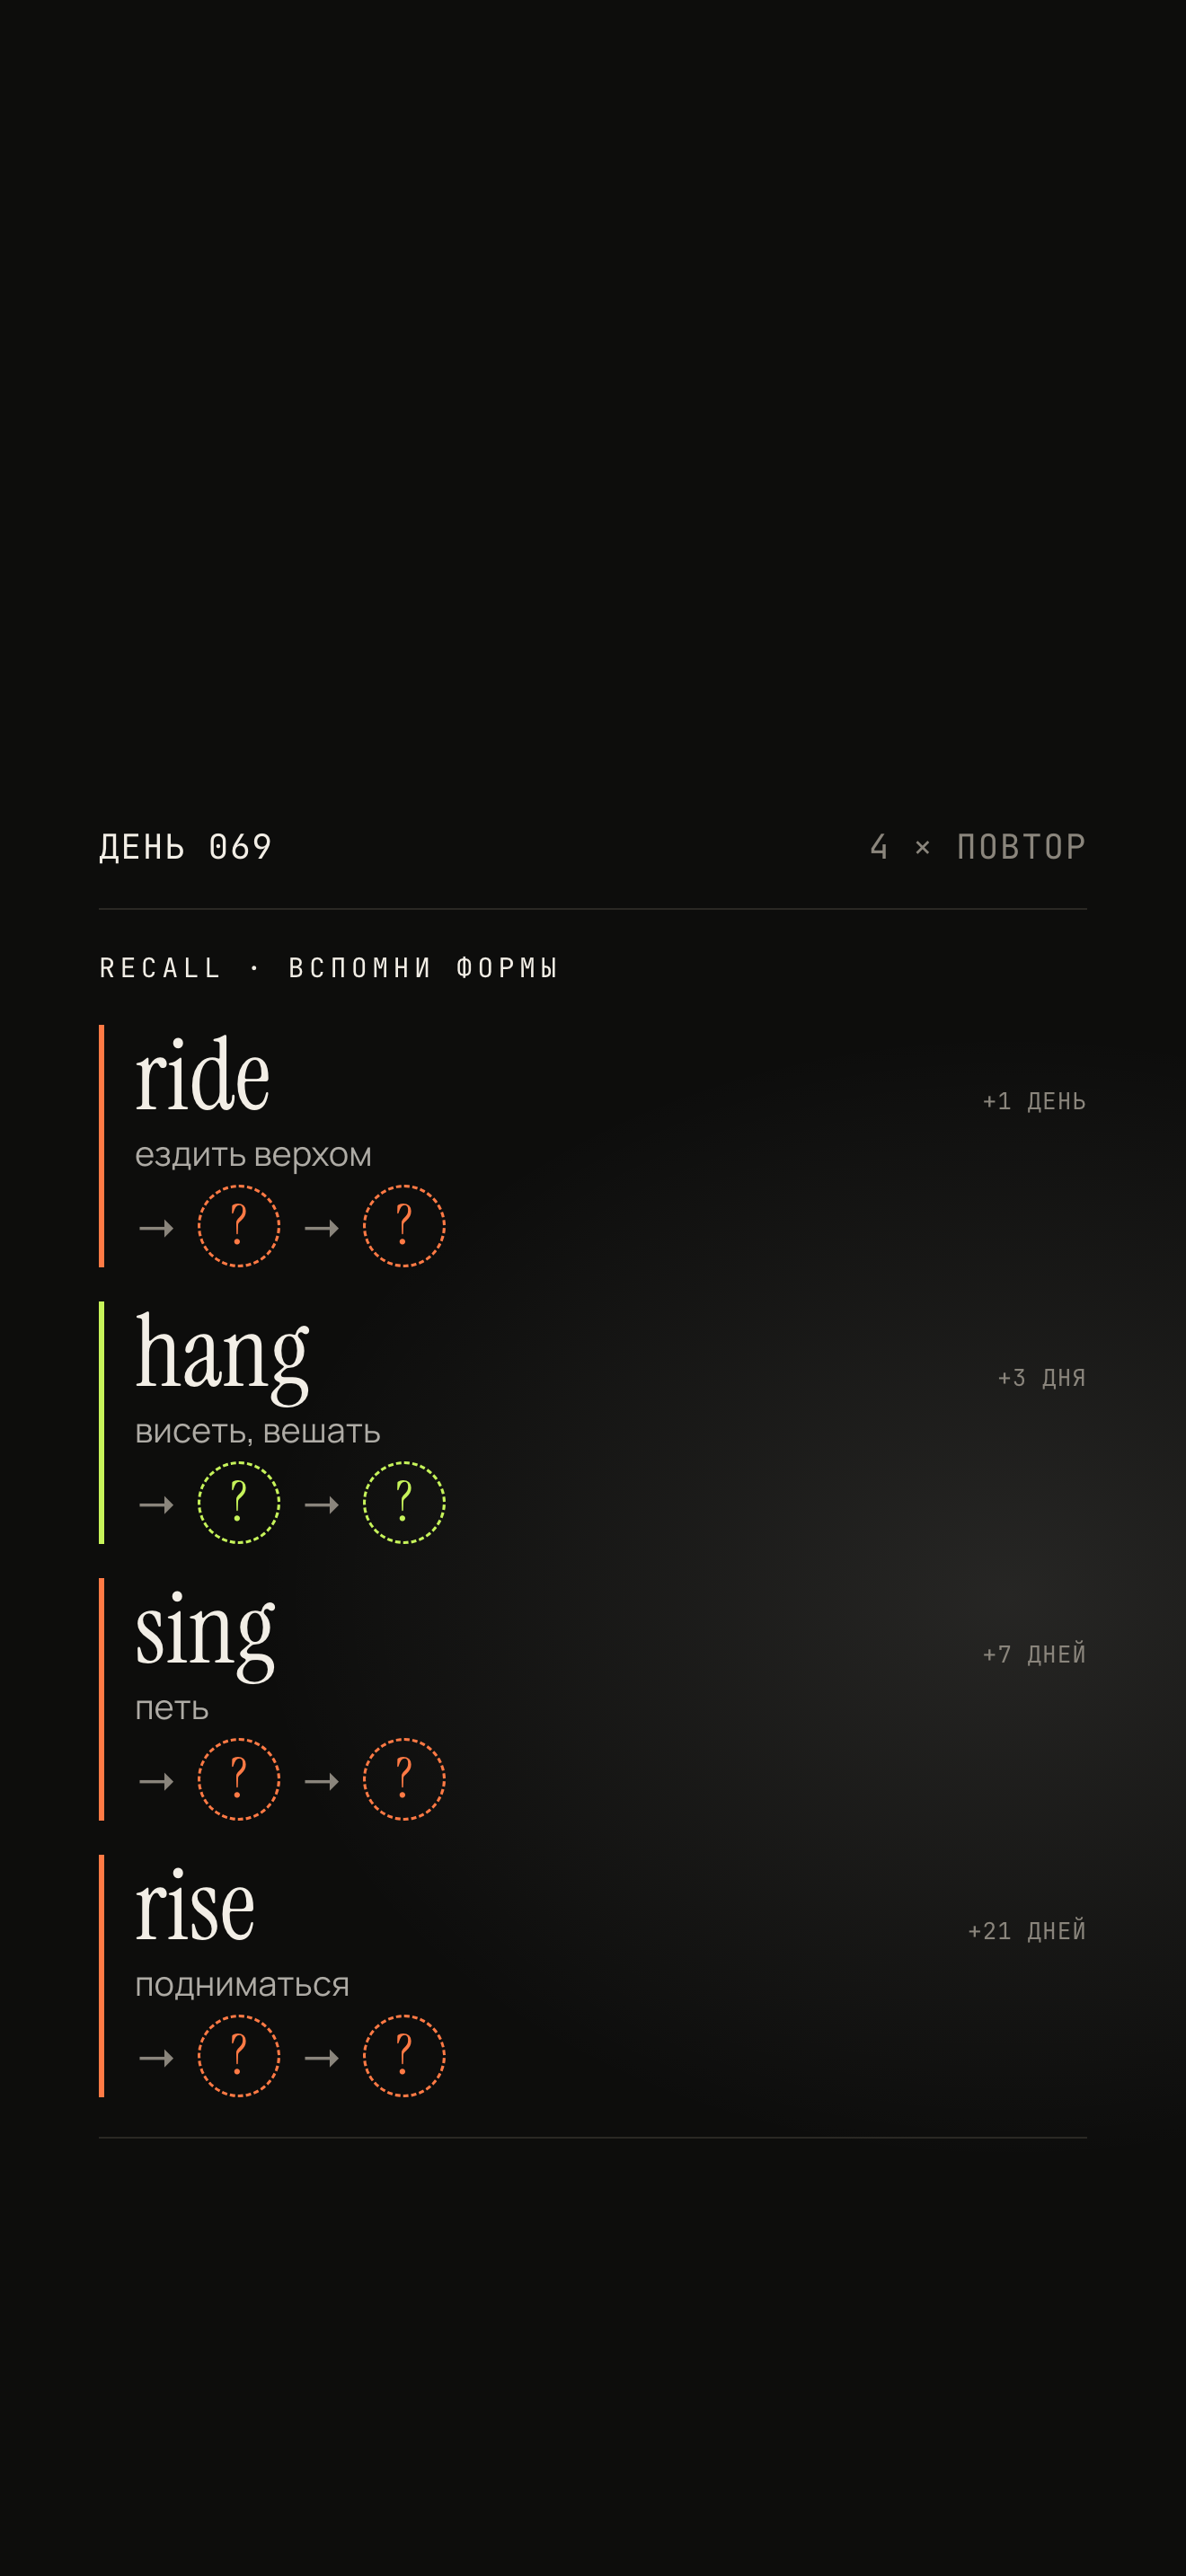 ДЕНЬ 069
4 × ПОВТОР
RECALL · ВСПОМНИ ФОРМЫ
ride
+1 ДЕНЬ
ездить верхом
→ ? → ?
hang
+3 ДНЯ
висеть, вешать
→ ? → ?
sing
+7 ДНЕЙ
петь
→ ? → ?
rise
+21 ДНЕЙ
подниматься
→ ? → ?